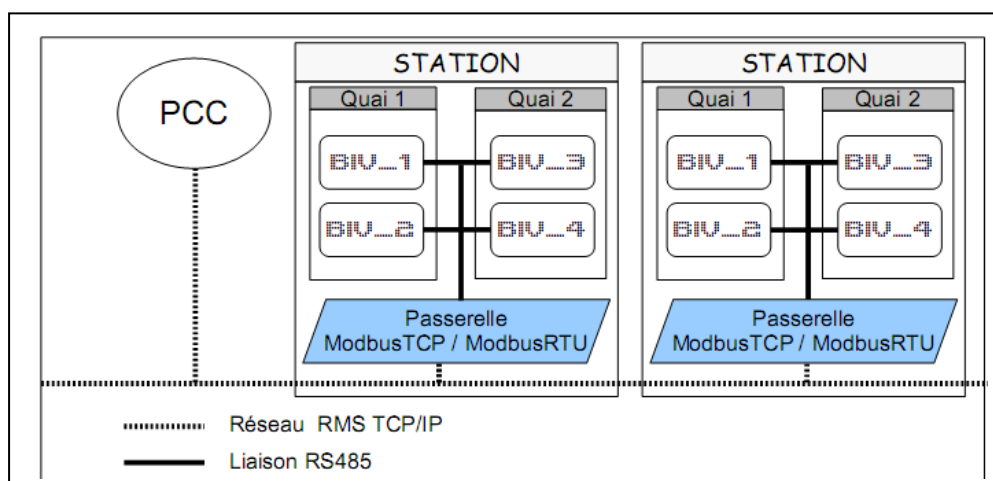 PCC
STATION
Quai 1
Quai 2
BIV_1
BIV_3
BIV_2
BIV_4
Passerelle
ModbusTCP / ModbusRTU
STATION
Quai 1
Quai 2
BIV_1
BIV_3
BIV_2
BIV_4
Passerelle
ModbusTCP / ModbusRTU
Réseau RMS TCP/IP
Liaison RS485